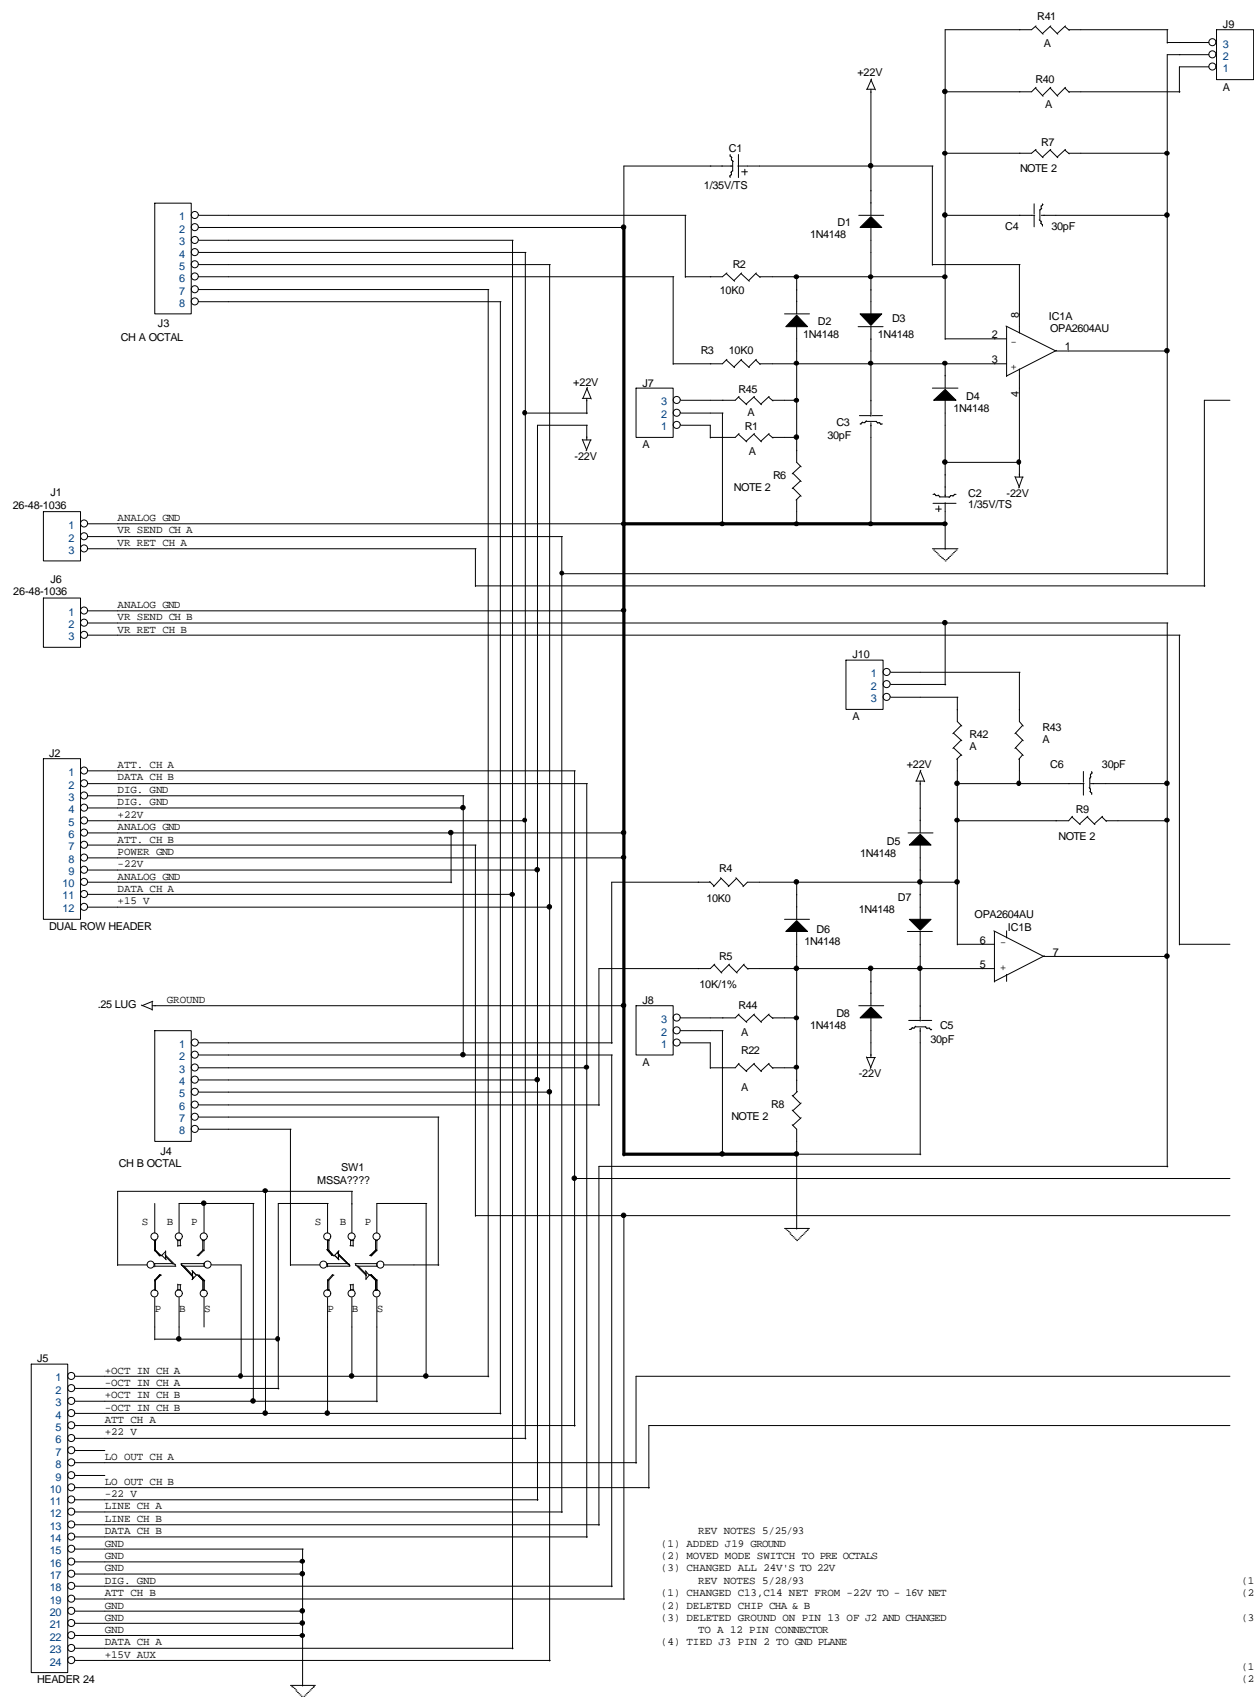 R41
A
J9
3
2
1
A
R40
A
+22V
R7
NOTE 2
C1
+
1/35V/TS
C4
30pF
D1
1N4148
J3
1
2
3
4
5
6
7
8
CH A OCTAL
R2
10K0
D2
1N4148
D3
1N4148
IC1A
OPA2604AU
8
2
3
1
4
-
+
R3
10K0
+22V
-22V
J7
3
2
1
A
R45
A
R1
A
C3
30pF
D4
1N4148
R6
NOTE 2
C2
1/35V/TS
+
-22V
J1
26-48-1036
1 ANALOG GND
2 VR SEND CH A
3 VR RET CH A
J6
26-48-1036
1 ANALOG GND
2 VR SEND CH B
3 VR RET CH B
J10
1
2
3
A
R42
A
R43
A
C6
30pF
+22V
R9
NOTE 2
J2
1 ATT. CH A
2 DATA CH B
3 DIG. GND
4 DIG. GND
5 +22V
6 ANALOG GND
7 ATT. CH B
8 POWER GND
9 -22V
10 ANALOG GND
11 DATA CH A
12 +15 V
DUAL ROW HEADER
D5
1N4148
R4
10K0
D7
1N4148
D6
1N4148
OPA2604AU
IC1B
6
5
7
-
+
R5
10K/1%
.25 LUG GROUND
J8
3
2
1
A
R44
A
R22
A
D8
1N4148
C5
30pF
-22V
R8
NOTE 2
J4
1
2
3
4
5
6
7
8
CH B OCTAL
SW1
MSSA????
S B P
S B P
P B S
P B S
J5
1 +OCT IN CH A
2 -OCT IN CH A
3 +OCT IN CH B
4 -OCT IN CH B
5 ATT CH A
6 +22 V
7
8 LO OUT CH A
9
10 LO OUT CH B
11 -22 V
12 LINE CH A
13 LINE CH B
14 DATA CH B
15 GND
16 GND
17 GND
18 DIG. GND
19 ATT CH B
20 GND
21 GND
22 GND
23 DATA CH A
24 +15V AUX
HEADER 24
REV NOTES 5/25/93
(1) ADDED J19 GROUND
(2) MOVED MODE SWITCH TO PRE OCTALS
(3) CHANGED ALL 24V'S TO 22V
REV NOTES 5/28/93
(1) CHANGED C13,C14 NET FROM -22V TO - 16V NET
(2) DELETED CHIP CHA & B
(3) DELETED GROUND ON PIN 13 OF J2 AND CHANGED
TO A 12 PIN CONNECTOR
(4) TIED J3 PIN 2 TO GND PLANE
(1
(2
(3
(1
(2